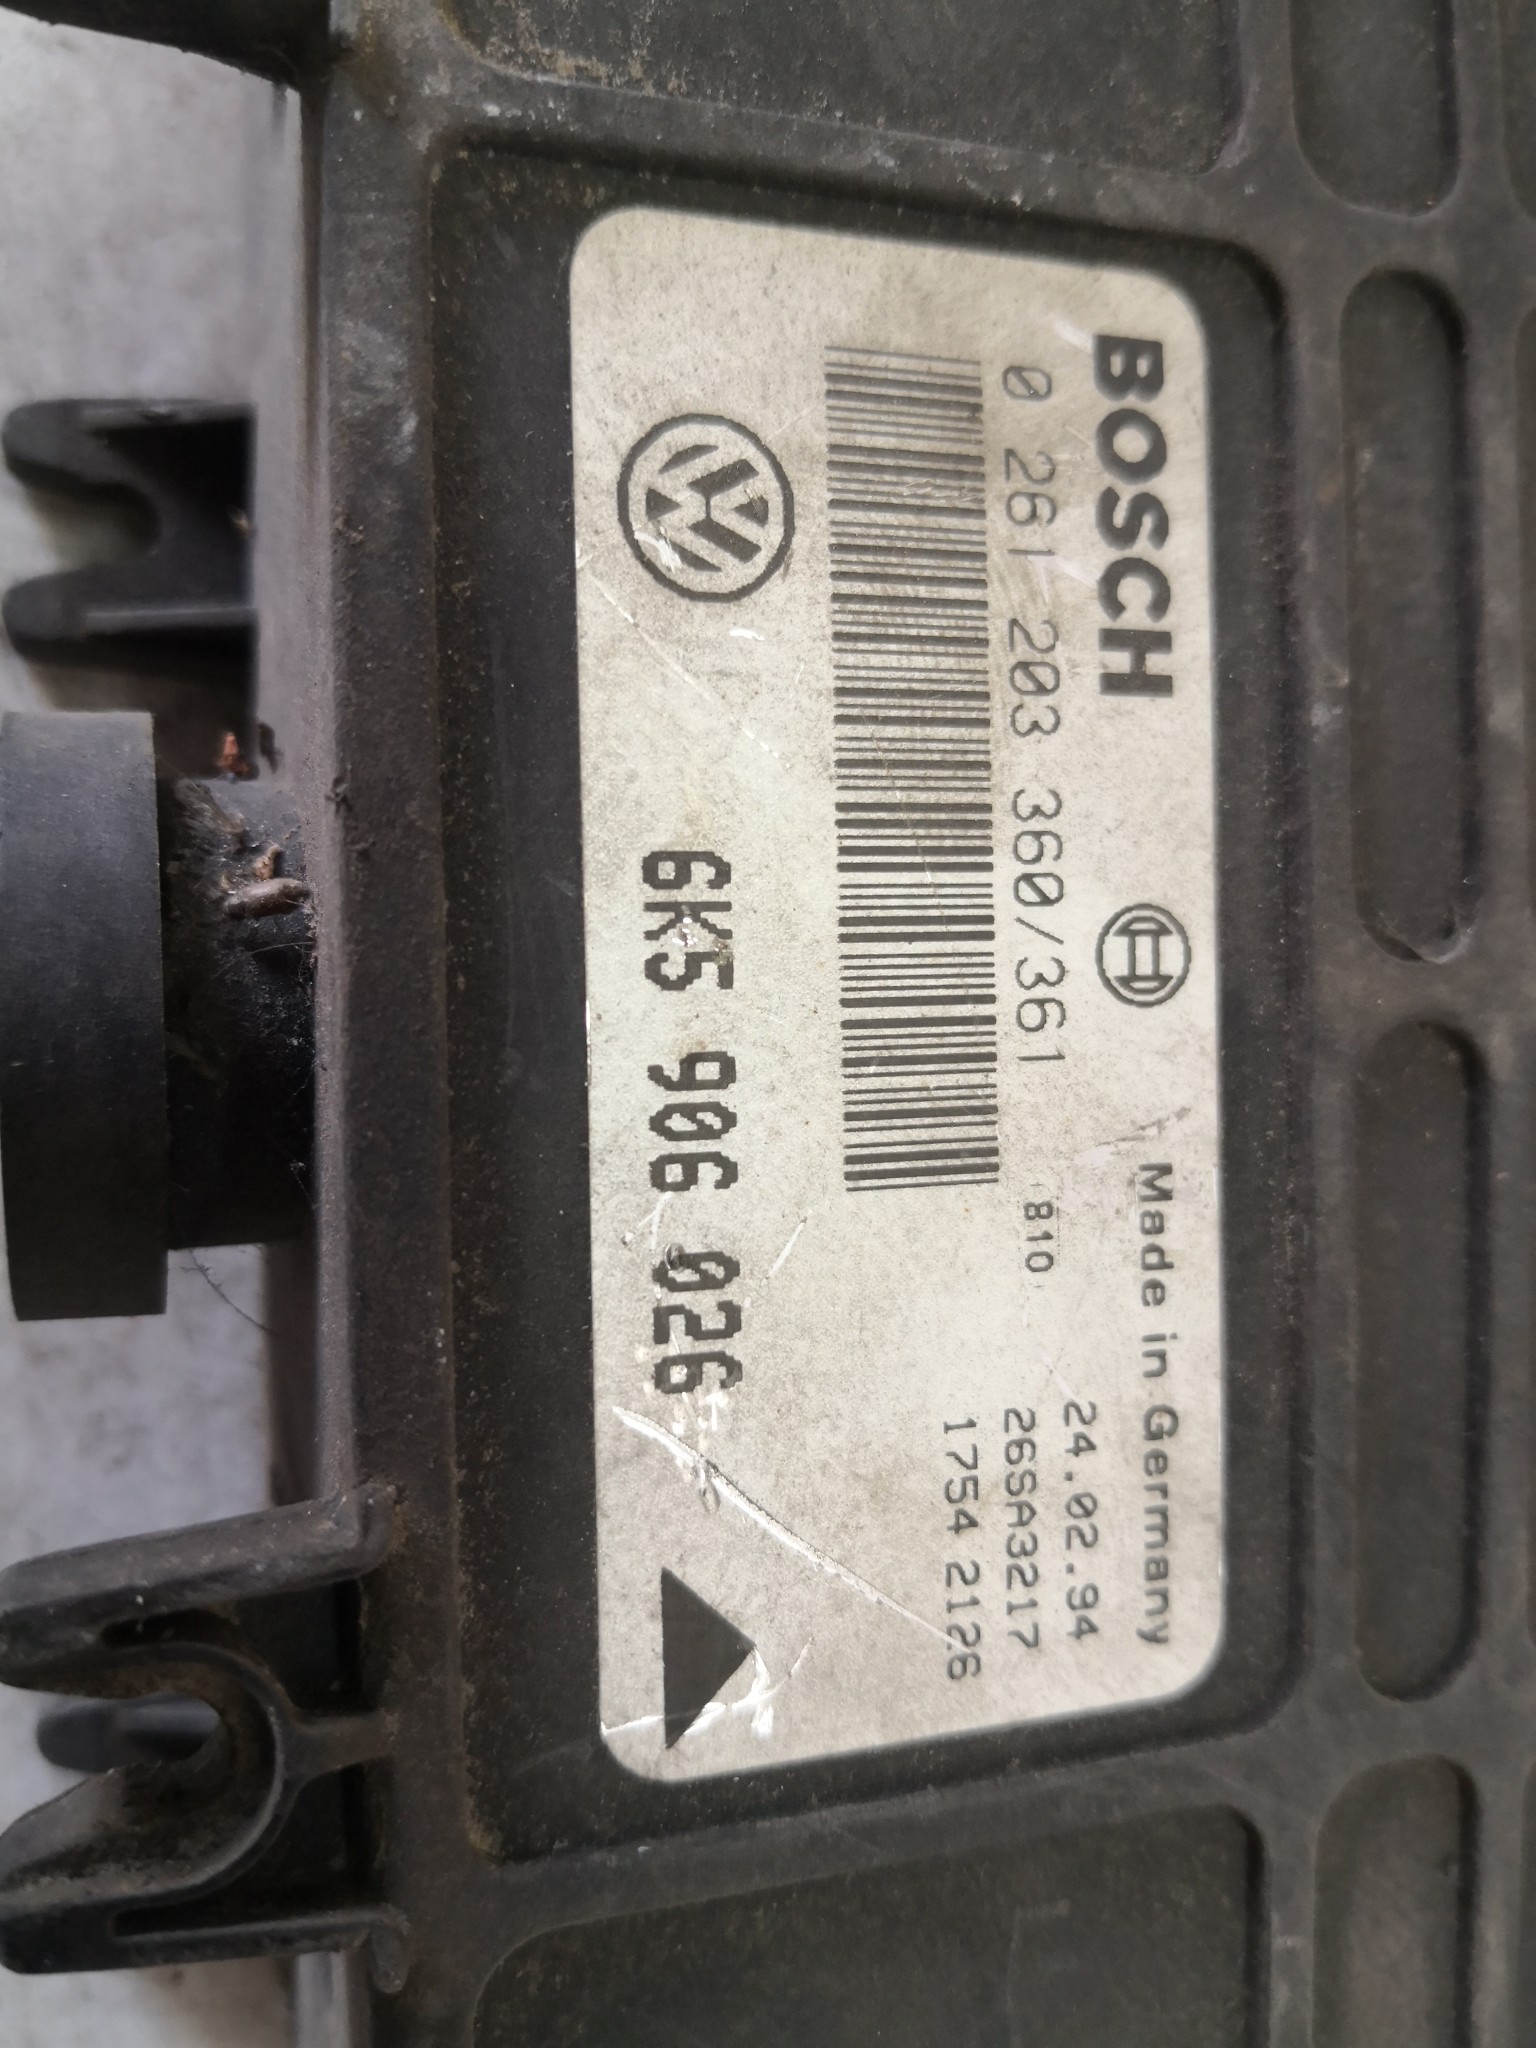 BOSCH
Made in Germany
0 261 203 360/361
810
24.02.94
26SA3217
1754 2126
6K5 906 026